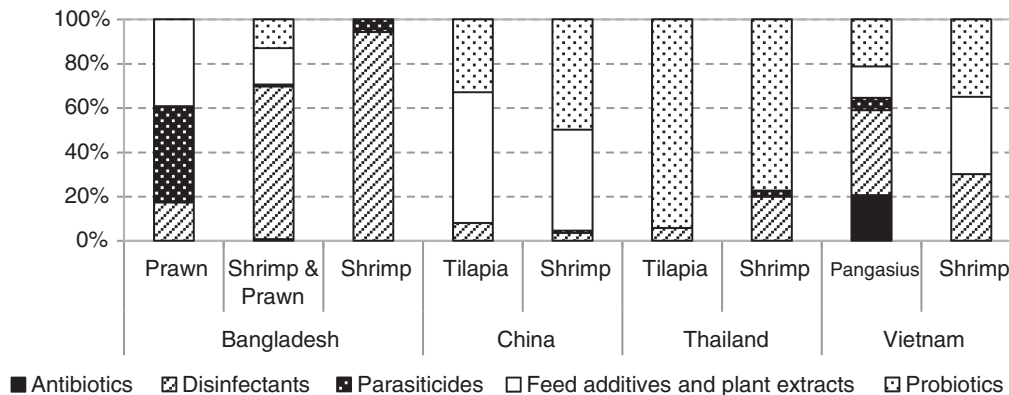 100%
80%
60%
40%
20%
0%
Prawn
Shrimp &
Prawn
Shrimp
Tilapia
Shrimp
Tilapia
Shrimp
Pangasius
Shrimp
Bangladesh
China
Thailand
Vietnam
Antibiotics
Disinfectants
Parasiticides
Feed additives and plant extracts
Probiotics